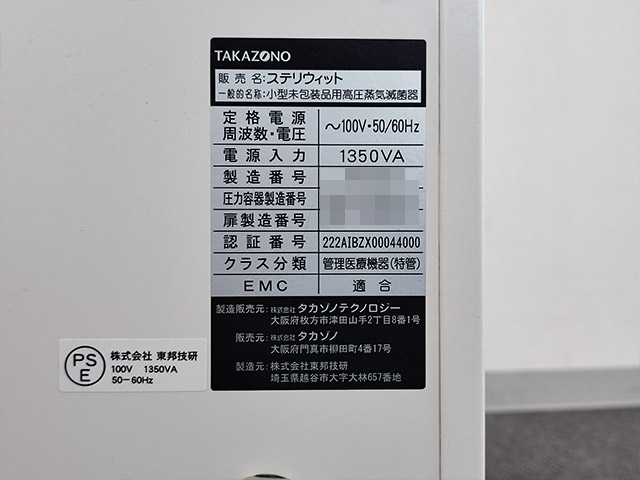 TAKAZONO
販売名:ステリウィット
一般的名称:小型未包装品用高圧蒸気滅菌器
定格電源
周波数・電圧
〜100V・50/60Hz
電源入力 1350VA
製造番号
圧力容器製造番号
扉製造番号
認証番号 222AIBZX00044000
クラス分類 管理医療機器(特管)
EMC 適合
製造販売元:株式会社 タカゾノテクノロジー
大阪府枚方市津田山手2丁目8番1号
販売元:株式会社 タカゾノ
大阪府門真市柳田町4番17号
製造元:株式会社 東邦技研
埼玉県越谷市大字大林657番地
PS
E
株式会社 東邦技研
100V 1350VA
50-60Hz